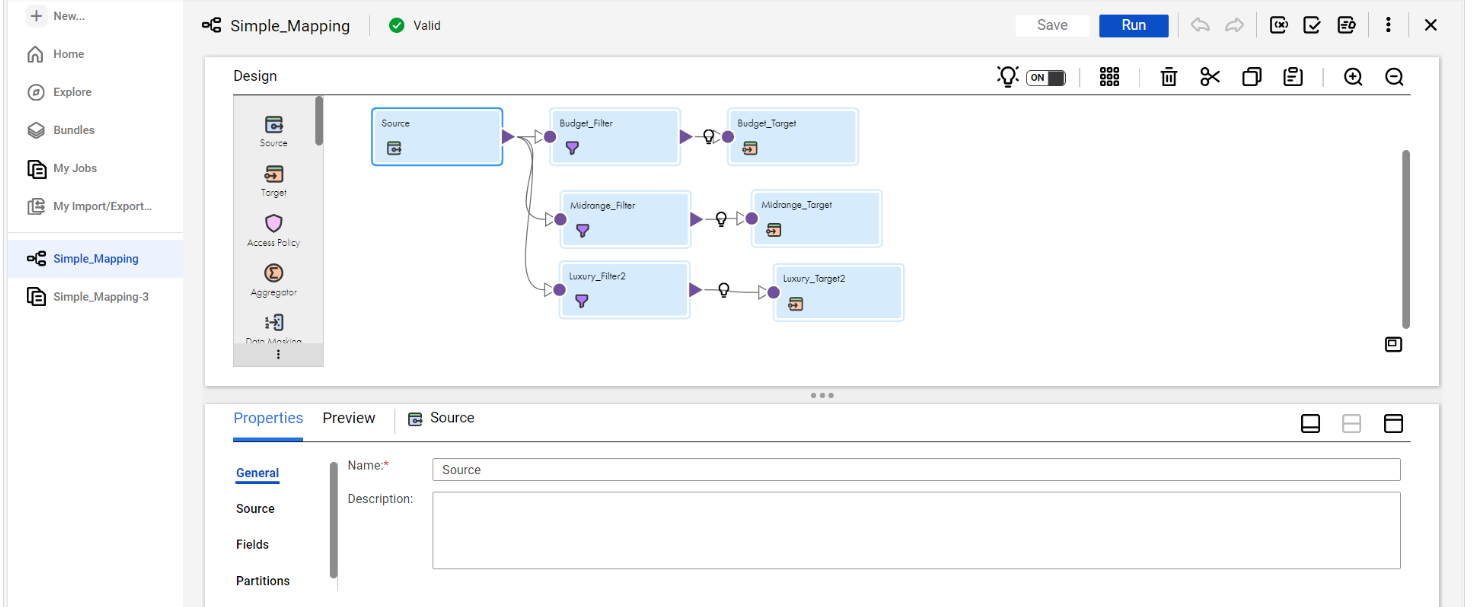 New...
Home
Explore
Bundles
My Jobs
My Import/Export...
Simple_Mapping
Simple_Mapping-3
Simple_Mapping
Valid
Save
Run
Design
ON
Source
Target
Access Policy
Aggregator
Data Masking
Source
Budget_Filter
Budget_Target
Midrange_Filter
Midrange_Target
Luxury_Filter2
Luxury_Target2
Properties
Preview
Source
General
Source
Fields
Partitions
Name:*
Source
Description: